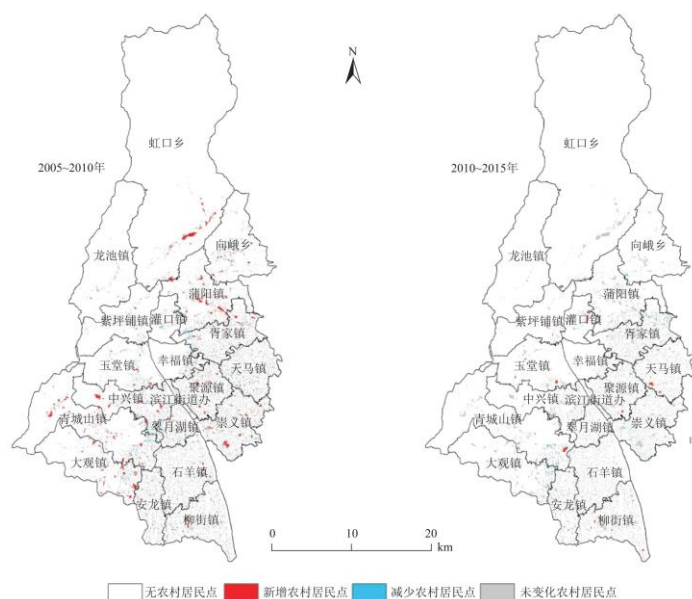 N
2005~2010年
2010~2015年
虹口乡
龙池镇
向峨乡
蒲阳镇
紫坪铺镇
灌口镇
胥家镇
玉堂镇
幸福镇
天马镇
聚源镇
中兴镇
滨江街道办
青城山镇
翠月湖镇
崇义镇
大观镇
石羊镇
安龙镇
柳街镇
虹口乡
龙池镇
向峨乡
蒲阳镇
紫坪铺镇
灌口镇
胥家镇
玉堂镇
幸福镇
天马镇
聚源镇
中兴镇
滨江街道办
青城山镇
翠月湖镇
崇义镇
大观镇
石羊镇
安龙镇
柳街镇
0 10 20
km
无农村居民点 新增农村居民点 减少农村居民点 未变化农村居民点